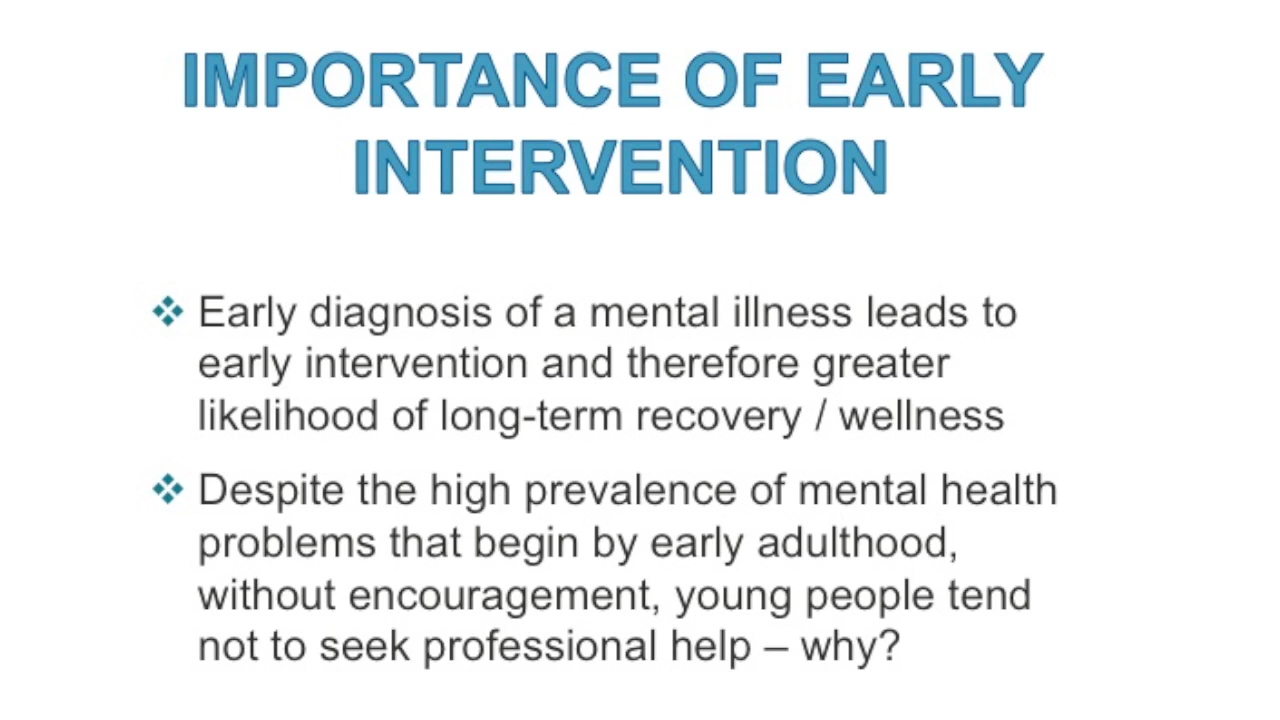 IMPORTANCE OF EARLY
INTERVENTION
❖ Early diagnosis of a mental illness leads to
early intervention and therefore greater
likelihood of long-term recovery / wellness
❖ Despite the high prevalence of mental health
problems that begin by early adulthood,
without encouragement, young people tend
not to seek professional help – why?